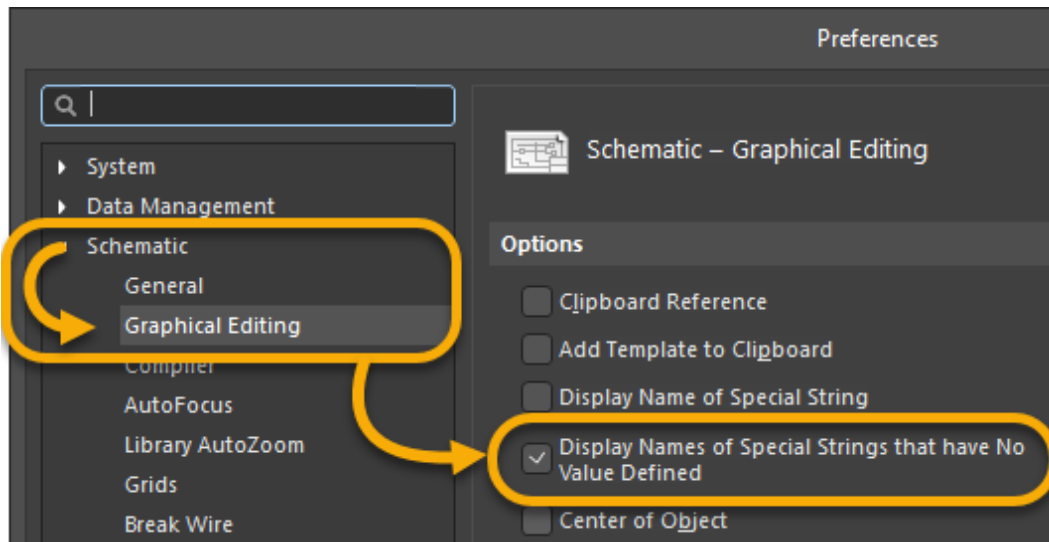 Preferences
System
Data Management
Schematic
General
Graphical Editing
Compiler
AutoFocus
Library AutoZoom
Grids
Break Wire
Schematic – Graphical Editing
Options
Clipboard Reference
Add Template to Clipboard
Display Name of Special String
Display Names of Special Strings that have No
Value Defined
Center of Object